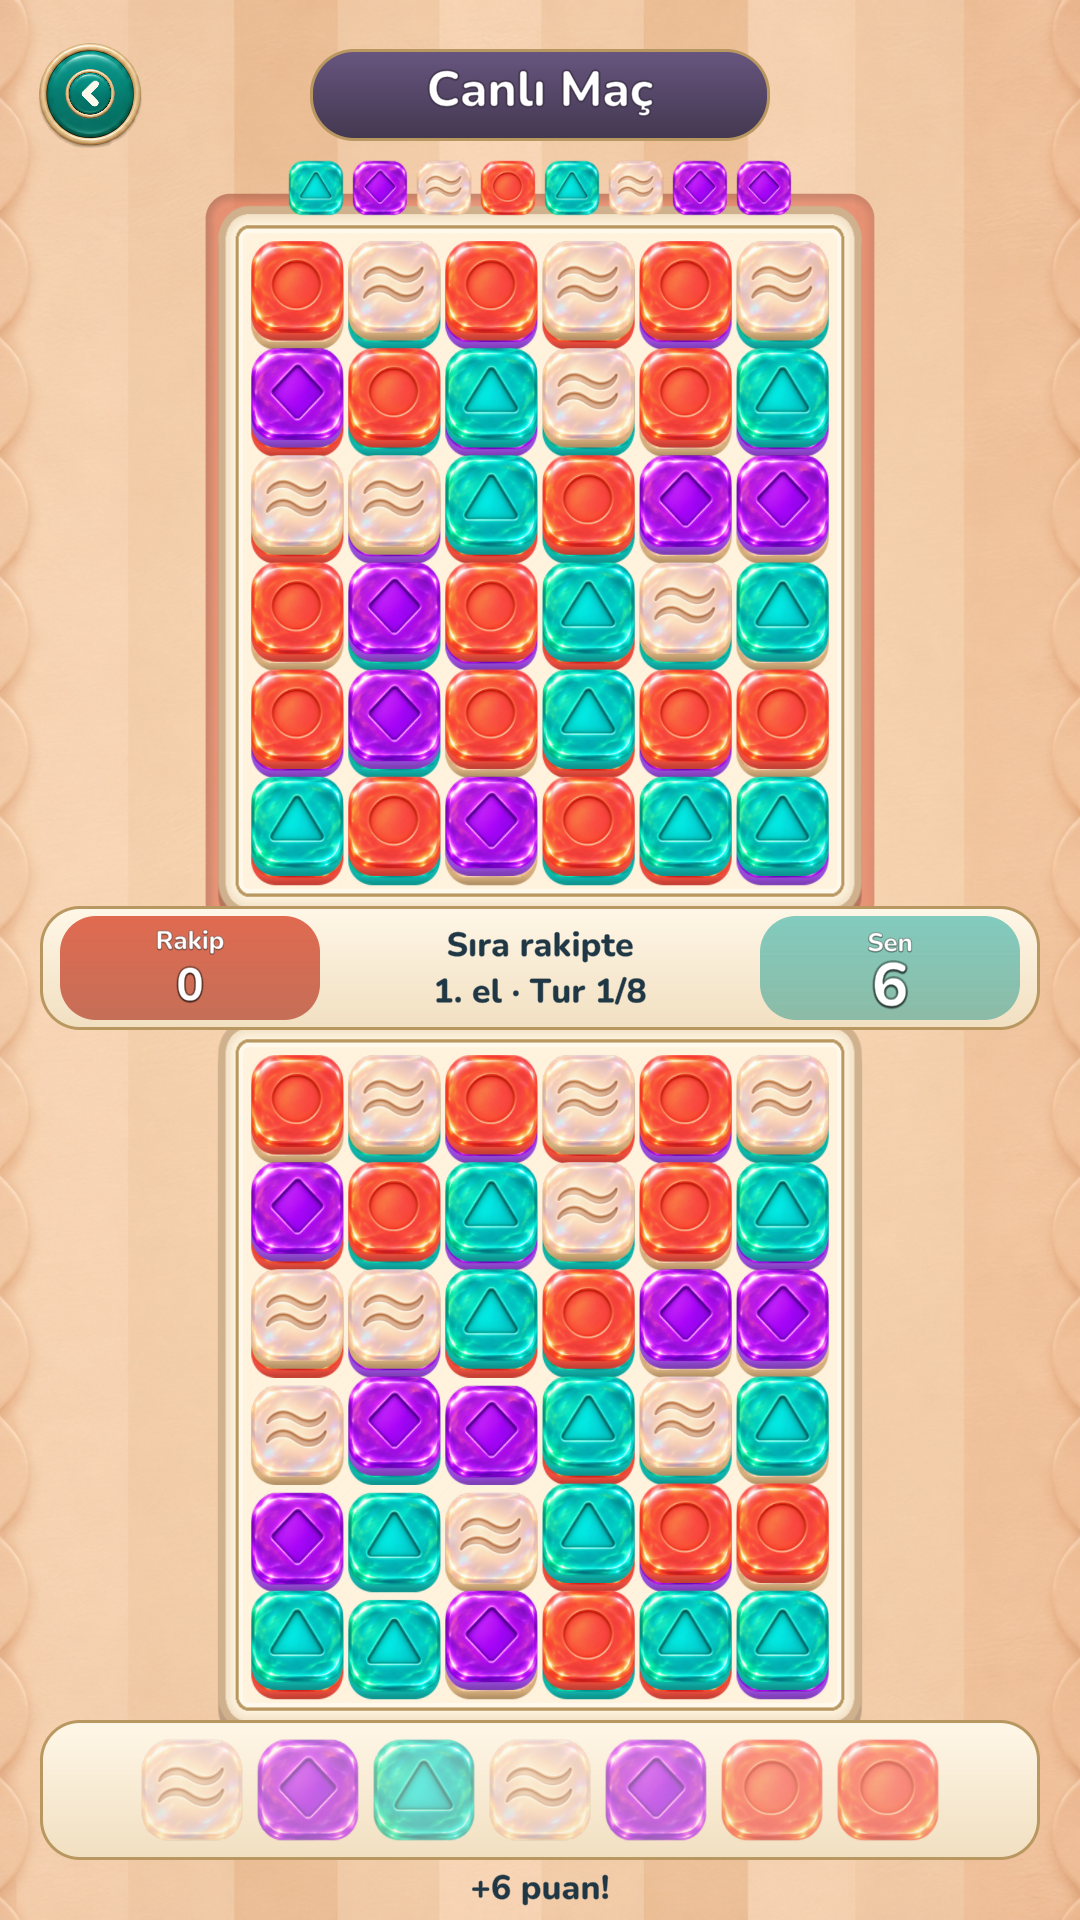 Canlı Maç
Rakip
0
Sıra rakipte
1. el · Tur 1/8
Sen
6
+6 puan!